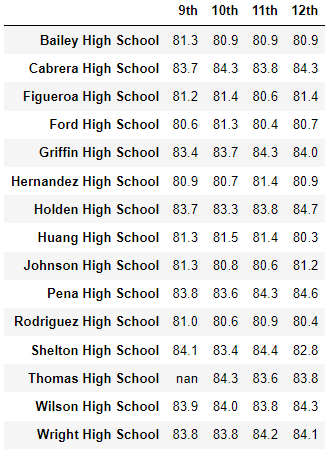 9th 10th 11th 12th
Bailey High School 81.3 80.9 80.9 80.9
Cabrera High School 83.7 84.3 83.8 84.3
Figueroa High School 81.2 81.4 80.6 81.4
Ford High School 80.6 81.3 80.4 80.7
Griffin High School 83.4 83.7 84.3 84.0
Hernandez High School 80.9 80.7 81.4 80.9
Holden High School 83.7 83.3 83.8 84.7
Huang High School 81.3 81.5 81.4 80.3
Johnson High School 81.3 80.8 80.6 81.2
Pena High School 83.8 83.6 84.3 84.6
Rodriguez High School 81.0 80.6 80.9 80.4
Shelton High School 84.1 83.4 84.4 82.8
Thomas High School nan 84.3 83.6 83.8
Wilson High School 83.9 84.0 83.8 84.3
Wright High School 83.8 83.8 84.2 84.1